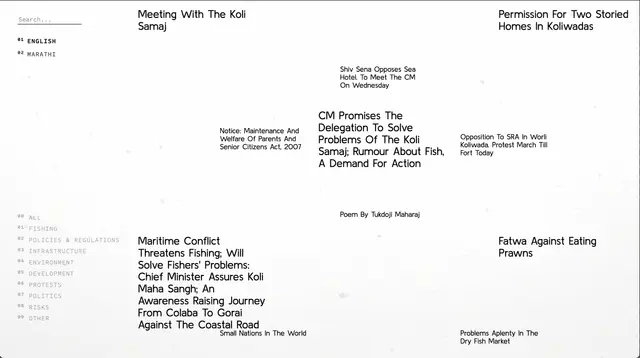 Search...
01 ENGLISH
02 MARATHI
Meeting With The Koli
Samaj
Permission For Two Storied
Homes In Koliwadas
Shiv Sena Opposes Sea
Hotel. To Meet The CM
On Wednesday
Notice: Maintenance And
Welfare Of Parents And
Senior Citizens Act, 2007
CM Promises The
Delegation To Solve
Problems Of The Koli
Samaj; Rumour About Fish,
A Demand For Action
Opposition To SRA In Worli
Koliwada. Protest March Till
Fort Today
Poem By Tukdoji Maharaj
00 ALL
01 FISHING
02 POLICIES & REGULATIONS
03 INFRASTRUCTURE
04 ENVIRONMENT
05 DEVELOPMENT
06 PROTESTS
07 POLITICS
08 RISKS
09 OTHER
Maritime Conflict
Threatens Fishing; Will
Solve Fishers' Problems:
Chief Minister Assures Koli
Maha Sangh; An
Awareness Raising Journey
From Colaba To Gorai
Against The Coastal Road
Small Nations In The World
Fatwa Against Eating
Prawns
Problems Aplenty In The
Dry Fish Market